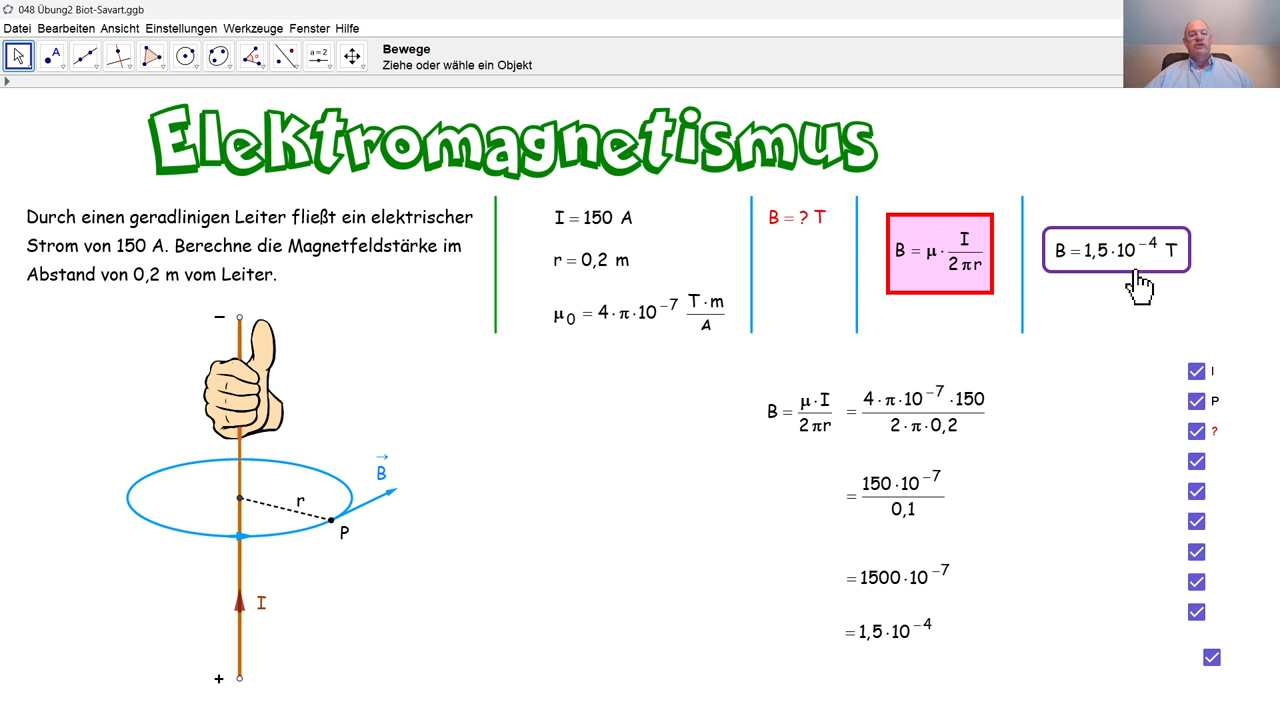 048 Übung2 Biot-Savart.ggb
Datei Bearbeiten Ansicht Einstellungen Werkzeuge Fenster Hilfe
A
a=2
Bewege
Ziehe oder wähle ein Objekt
Elektromagnetismus
Durch einen geradlinigen Leiter fließt ein elektrischer
Strom von 150 A. Berechne die Magnetfeldstärke im
Abstand von 0,2 m vom Leiter.
I = 150 A
r = 0,2 m
μ₀ = 4·π·10⁻⁷ T·m/A
B = ? T
B = μ · I/2πr
B = 1,5·10⁻⁴ T
−
B⃗
r
P
I
+
B = μ·I/2πr = 4·π·10⁻⁷·150/2·π·0,2
= 150·10⁻⁷/0,1
= 1500·10⁻⁷
= 1,5·10⁻⁴
I
P
?